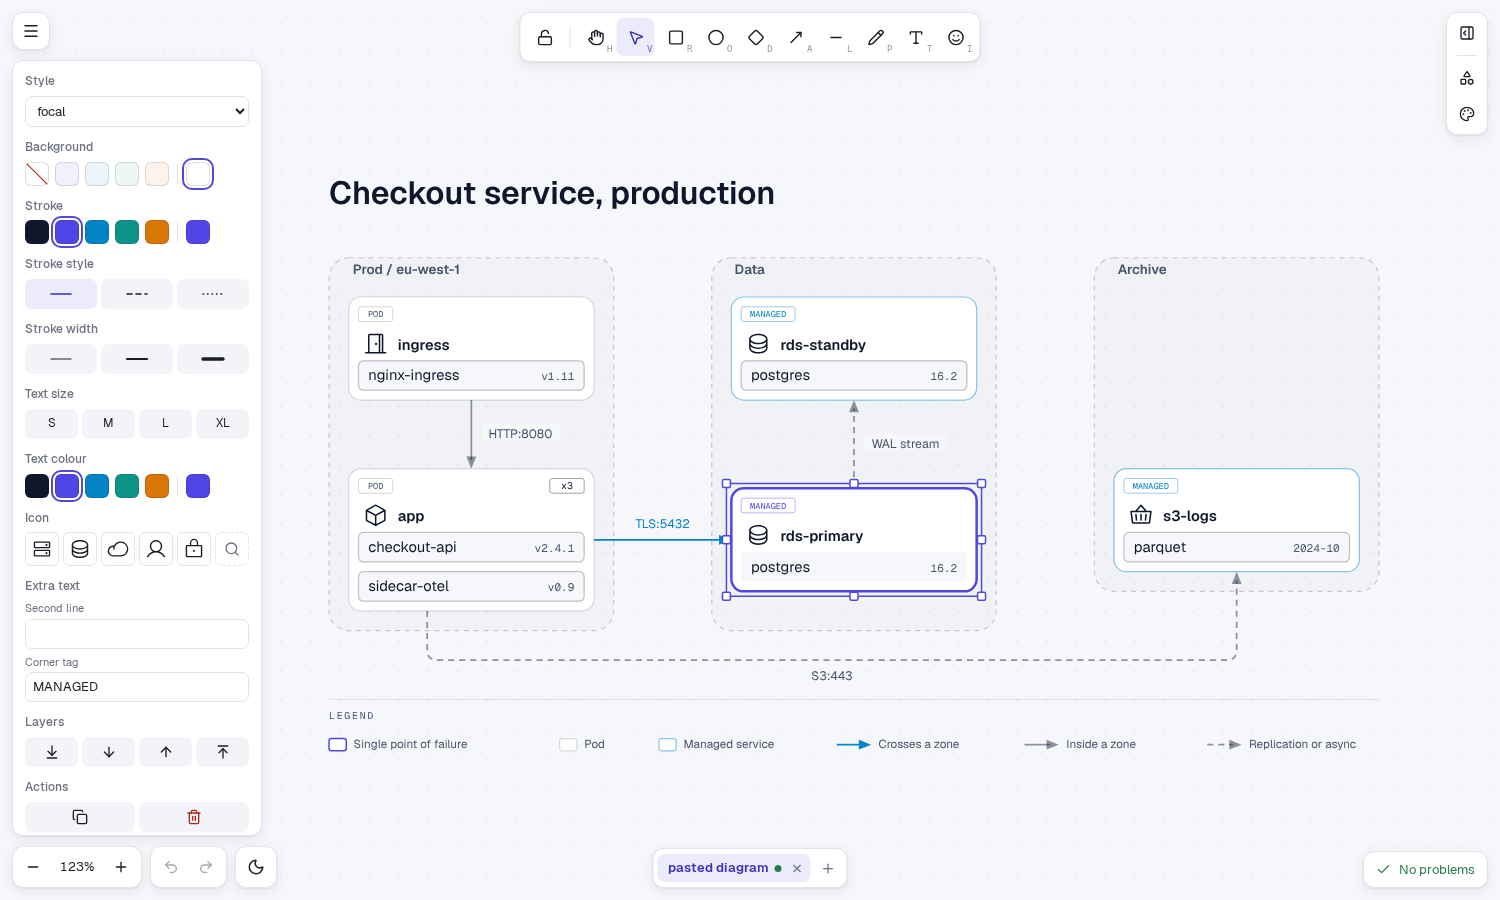 H
V
R
O
D
A
L
P
T
I
Style
focal
Background
Stroke
Stroke style
Stroke width
Text size
S
M
L
XL
Text colour
Icon
Extra text
Second line
Corner tag
MANAGED
Layers
Actions
123%
Checkout service, production
Prod / eu-west-1
POD
ingress
nginx-ingress v1.11
HTTP:8080
POD x3
app
checkout-api v2.4.1
sidecar-otel v0.9
TLS:5432
Data
MANAGED
rds-standby
postgres 16.2
WAL stream
MANAGED
rds-primary
postgres 16.2
Archive
MANAGED
s3-logs
parquet 2024-10
S3:443
LEGEND
Single point of failure
Pod
Managed service
Crosses a zone
Inside a zone
Replication or async
pasted diagram
No problems